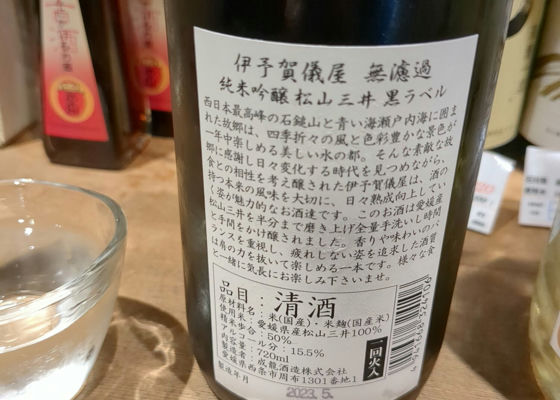 伊予賀儀屋 無濾過
純米吟醸 松山三井 黒ラベル
西日本最高峰の石鎚山と青い海瀬戸内海に囲ま
れた故郷は、四季折々の風と色彩豊かな景色が
一年中楽しめる美しい水の都。そんな素敵な故
郷に感謝し日々変化する時代を見つめながら、
食との相性を考え醸された伊予賀儀屋は、酒の
持つ本来の風味を大切に、日々熟成向上してい
く姿が魅力的なお酒達です。このお酒は愛媛産
松山三井を半分まで磨き上げ全量手洗いし時間
と手間をかけ醸されました。香りや味わいのバ
ランスを重視し、疲れしない姿を追求した酒質
は肩の力を抜いて楽しめる一本です。様々な食
と一緒に気長にお楽しみ下さいませ。
品目：清酒
原材料名：米(国産)・米麹(国産米)
使用米：愛媛県産松山三井100%
精米歩合：50%
アルコール分：15.5%
内容量：720ml
製造者：成龍酒造株式会社
愛媛県西条市周布1301番地1
製造年月
2023.5.
一回火入